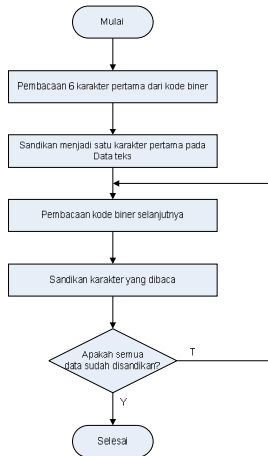 Mulai
Pembacaan 6 karakter pertama dari kode biner
Sandikan menjadi satu karakter pertama pada
Data teks
Pembacaan kode biner selanjutnya
Sandikan karakter yang dibaca
Apakah semua
data sudah disandikan?
T
Y
Selesai